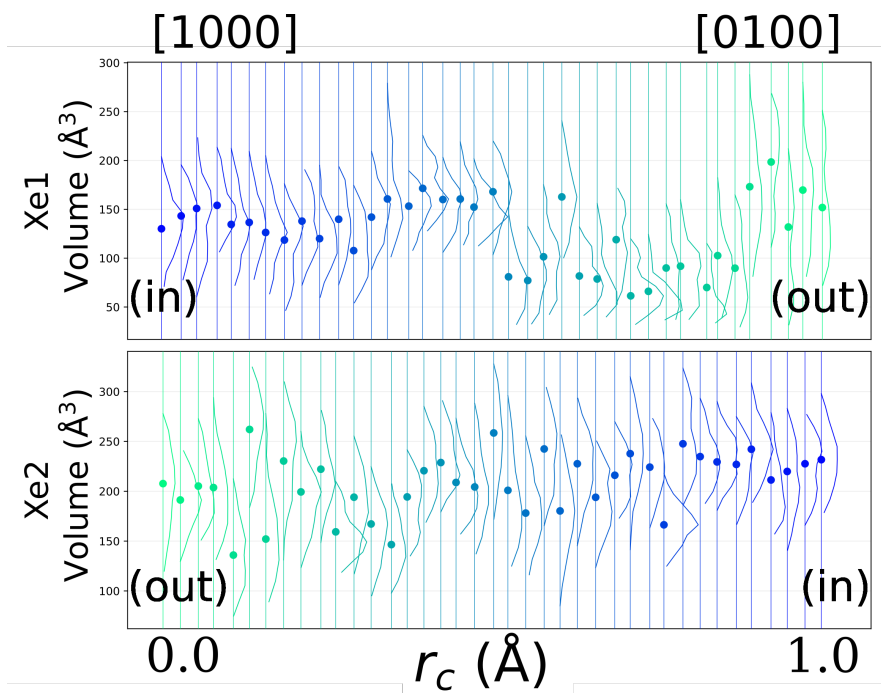 [1000] [0100]
Xe1
Volume (Å³)
300
250
200
150
100
50
(in) (out)
Xe2
Volume (Å³)
300
250
200
150
100
(out) (in)
0.0 r_c (Å) 1.0